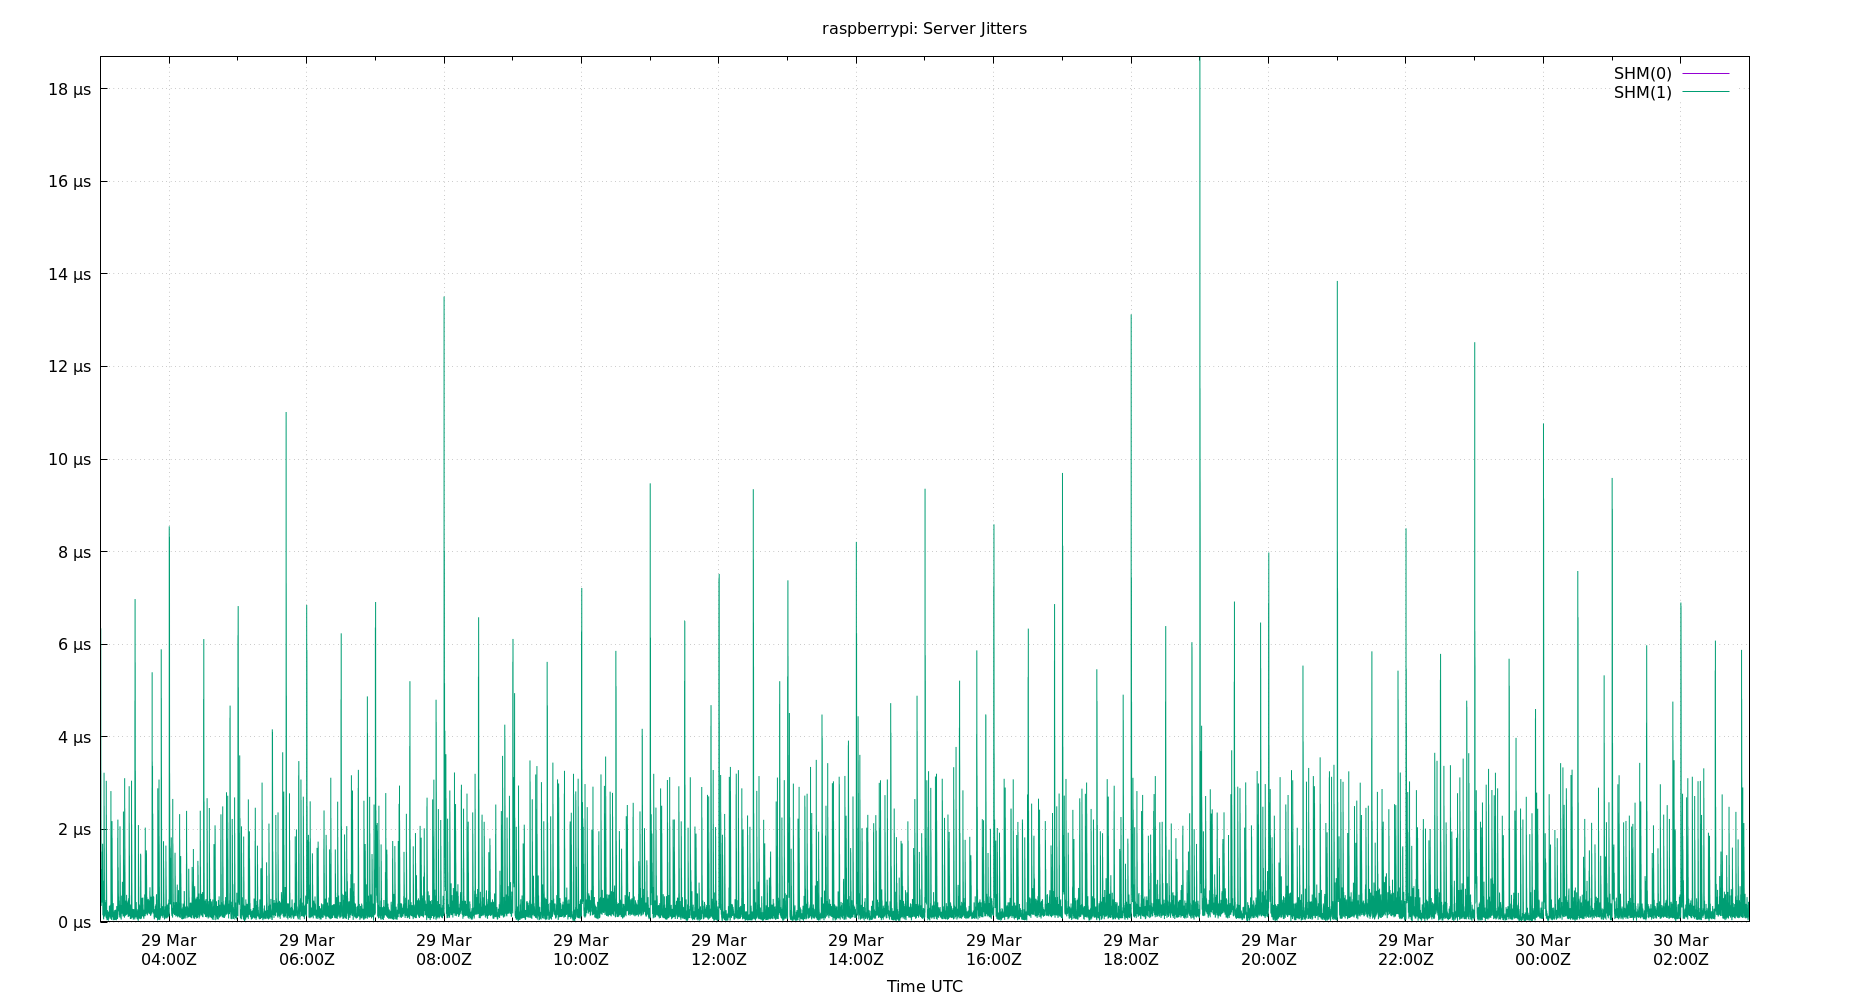 raspberrypi: Server Jitters
SHM(0)
SHM(1)
18 µs
16 µs
14 µs
12 µs
10 µs
8 µs
6 µs
4 µs
2 µs
0 µs
29 Mar 29 Mar 29 Mar 29 Mar 29 Mar 29 Mar 29 Mar 29 Mar 29 Mar 29 Mar 30 Mar 30 Mar
04:00Z 06:00Z 08:00Z 10:00Z 12:00Z 14:00Z 16:00Z 18:00Z 20:00Z 22:00Z 00:00Z 02:00Z
Time UTC